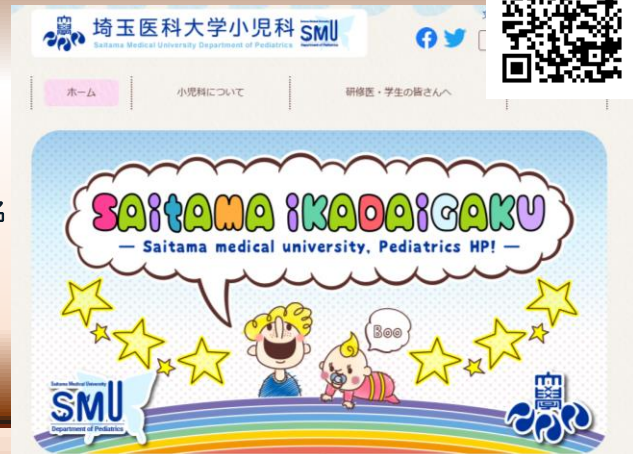 埼玉医科大学小児科 SMU
Saitama Medical University Department of Pediatrics
ホーム
小児科について
研修医・学生の皆さんへ
SAITAMA IKADAIGAKU
— Saitama medical university, Pediatrics HP! —
Boo
Saitama Medical University
SMU
Department of Pediatrics